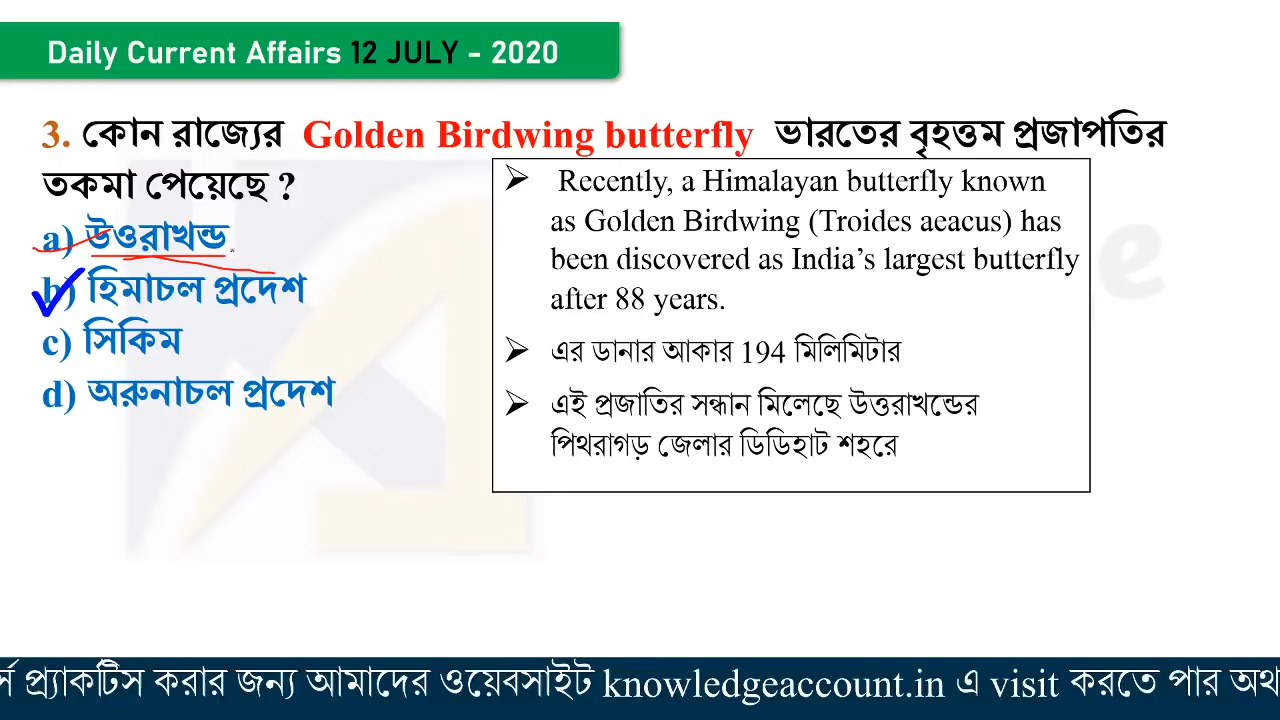 Daily Current Affairs 12 JULY - 2020
3. কোন রাজ্যের Golden Birdwing butterfly ভারতের বৃহত্তম প্রজাপতির
তকমা পেয়েছে ?
a) উওরাখন্ড
b) হিমাচল প্রদেশ
c) সিকিম
d) অরুনাচল প্রদেশ
➢ Recently, a Himalayan butterfly known
as Golden Birdwing (Troides aeacus) has
been discovered as India's largest butterfly
after 88 years.
➢ এর ডানার আকার 194 মিলিমিটার
➢ এই প্রজাতির সন্ধান মিলেছে উত্তরাখন্ডের
পিথরাগড় জেলার ডিডিহাট শহরে
র্স প্র্যাকটিস করার জন্য আমাদের ওয়েবসাইট knowledgeaccount.in এ visit করতে পার অথ